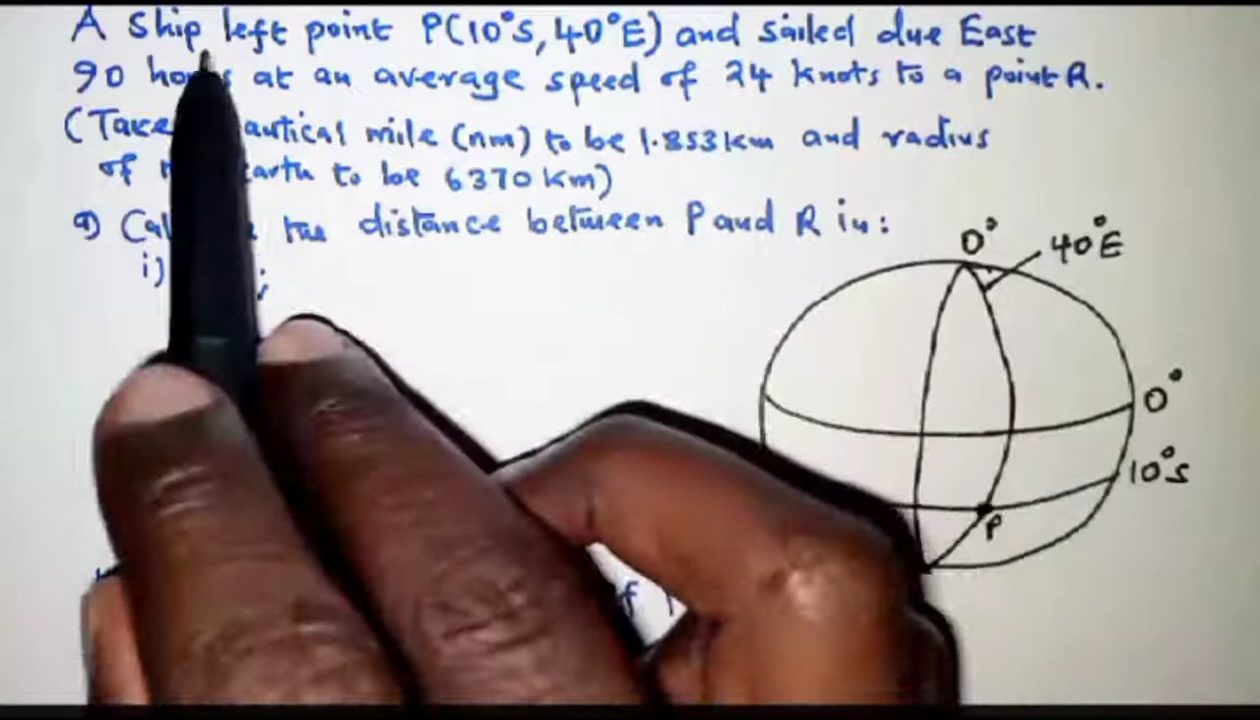 A ship left point P(10°S, 40°E) and sailed due East
90 at an average speed of 24 knots to a point R.
(Take mile (nm) to be 1.853km and radius
of to be 6370 km)
a) the distance between P and R in:
i)
0°
40°E
0°
10°S
P